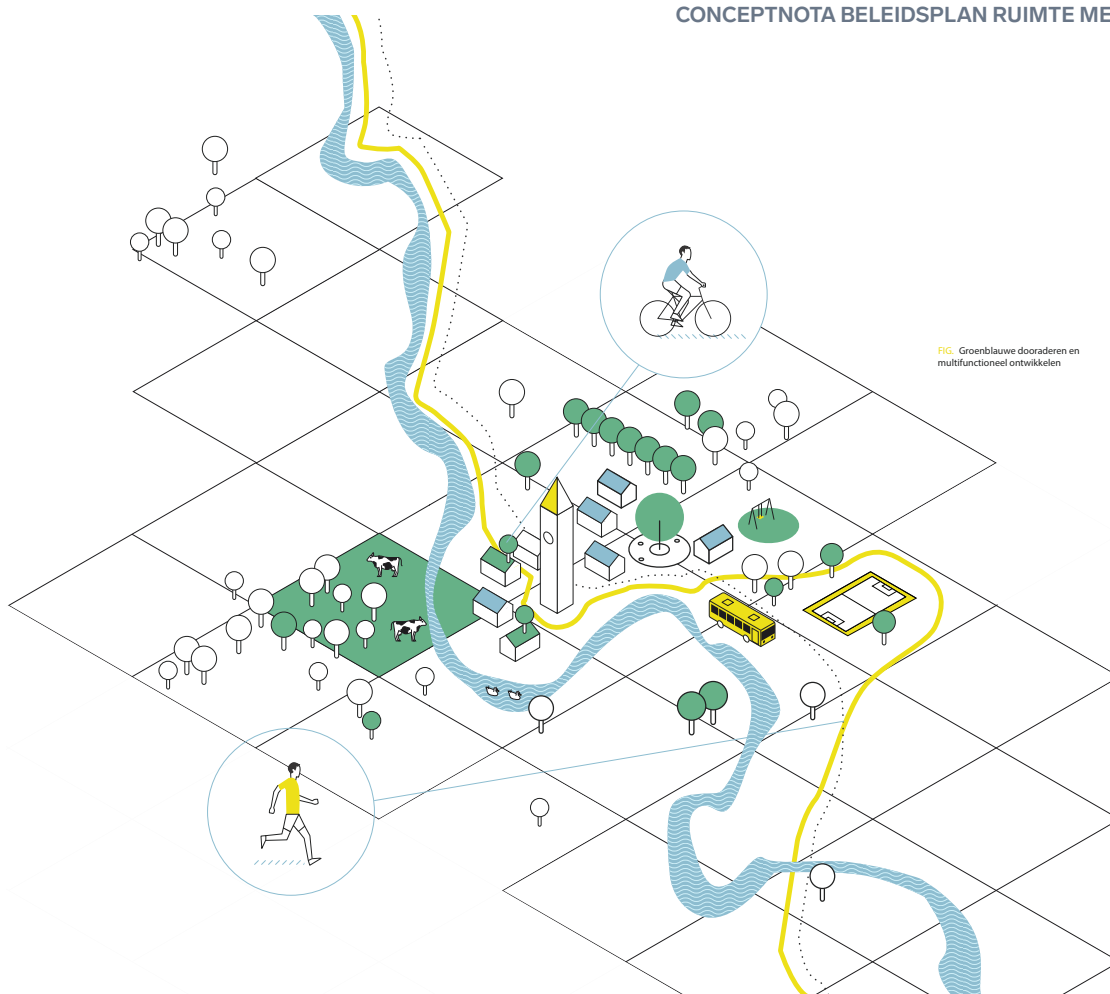 CONCEPTNOTA BELEIDSPLAN RUIMTE ME
FIG. Groenblauwe dooraderen en
multifunctioneel ontwikkelen